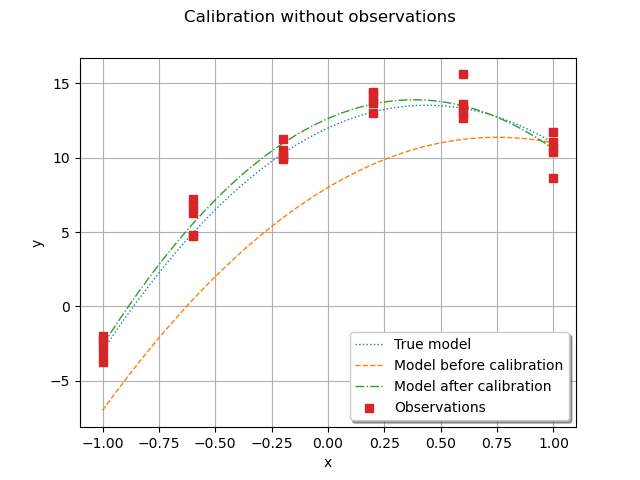 Calibration without observations
y
15
10
5
0
−5
−1.00 −0.75 −0.50 −0.25 0.00 0.25 0.50 0.75 1.00
x
True model
Model before calibration
Model after calibration
Observations